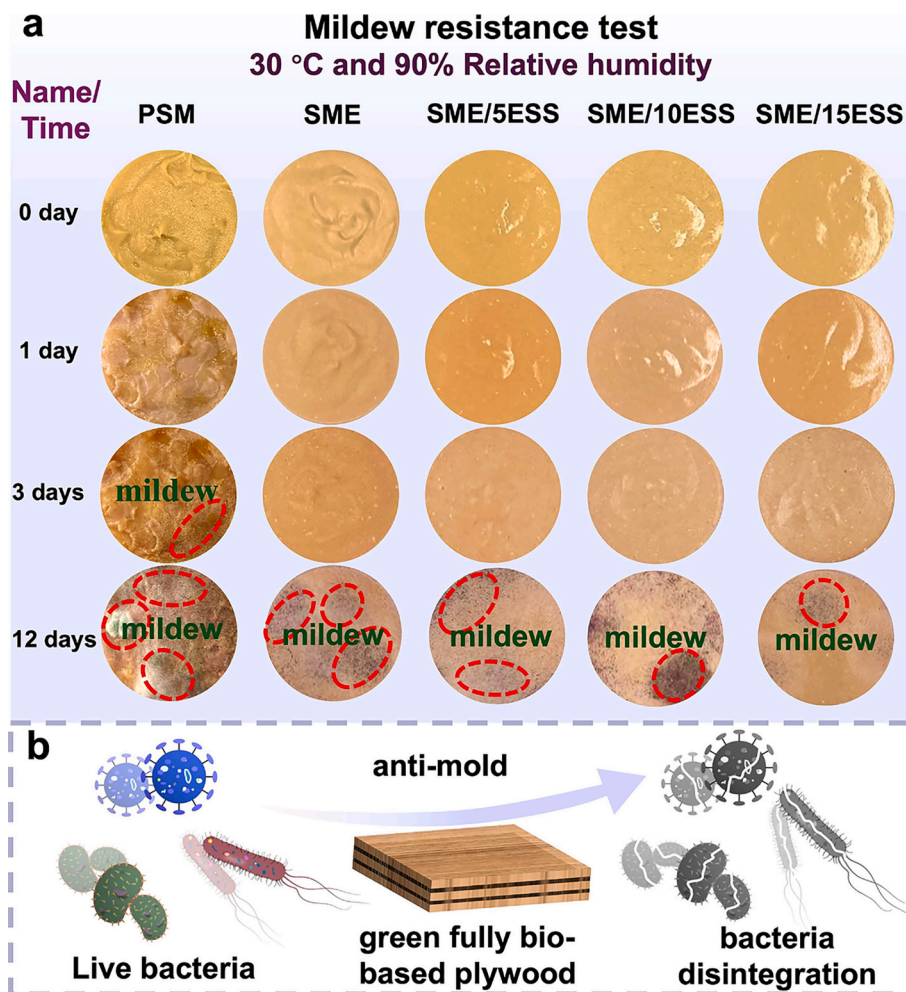 a
Mildew resistance test
30 °C and 90% Relative humidity
Name/
Time
PSM SME SME/5ESS SME/10ESS SME/15ESS
0 day
1 day
3 days
mildew
12 days
mildew mildew mildew mildew mildew
b
anti-mold
Live bacteria
green fully bio-
based plywood
bacteria
disintegration